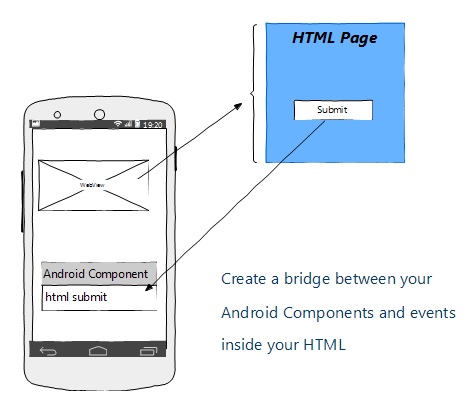 HTML Page
Submit
19:20
WebView
Android Component
html submit
Create a bridge between your
Android Components and events
inside your HTML